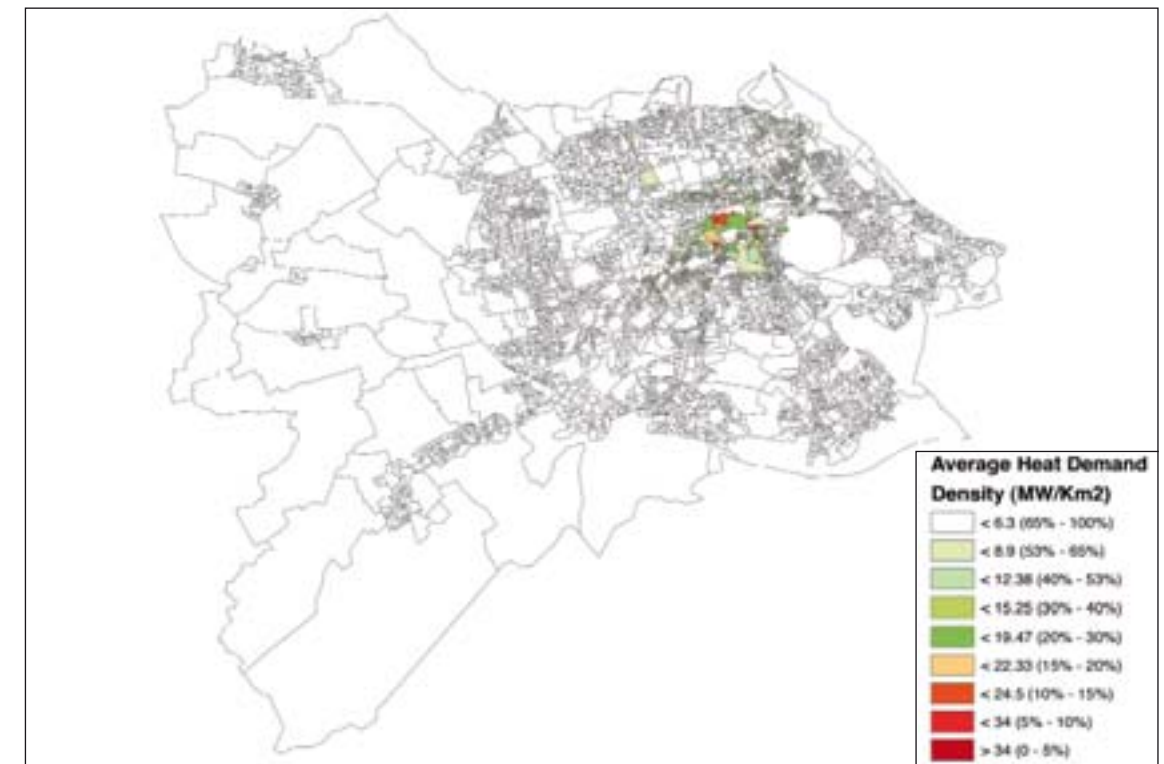 Average Heat Demand
Density (MW/Km2)
< 6.3 (65% - 100%)
< 8.9 (53% - 65%)
< 12.38 (40% - 53%)
< 15.25 (30% - 40%)
< 19.47 (20% - 30%)
< 22.33 (15% - 20%)
< 24.5 (10% - 15%)
< 34 (5% - 10%)
> 34 (0 - 5%)